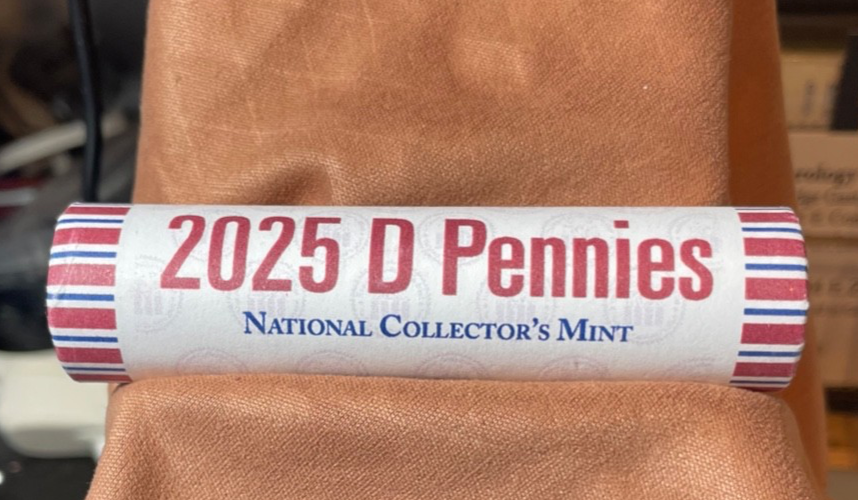 2025 D Pennies
NATIONAL COLLECTOR'S MINT